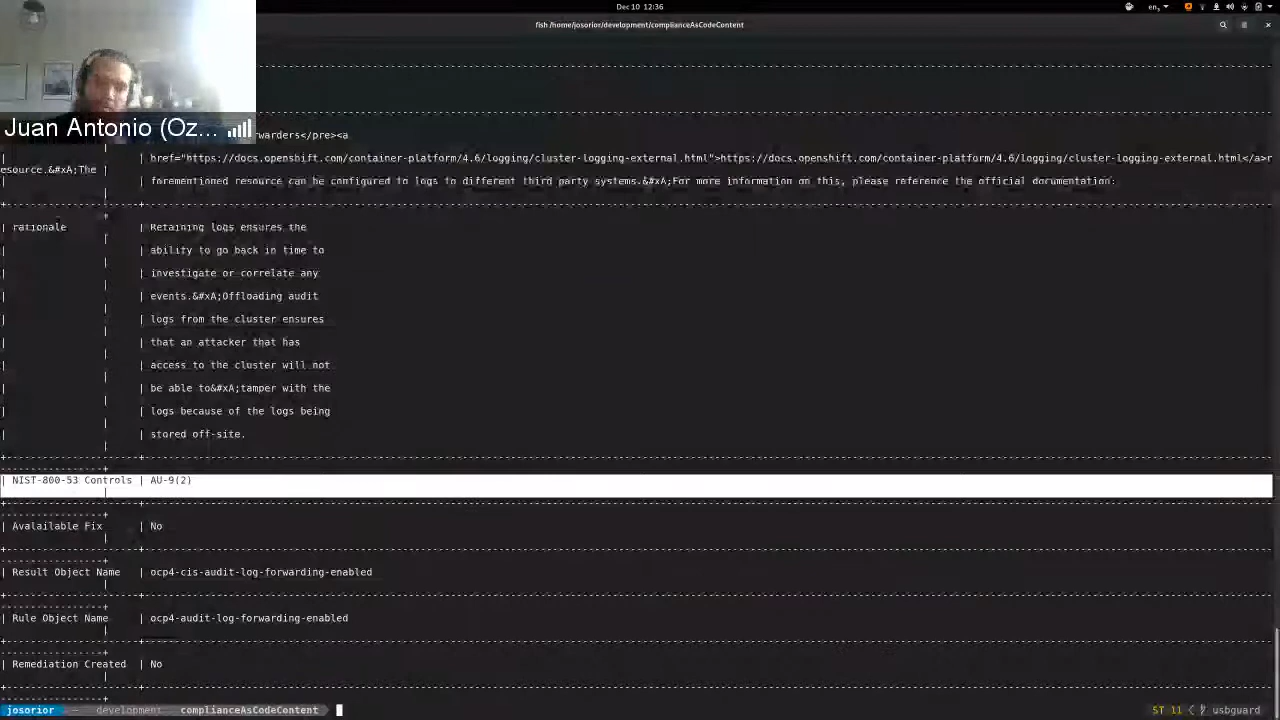 Dec 10 12:36
en,
fish /home/josorior/development/complianceAsCodeContent
Juan Antonio (Oz...
warders</pre><a
| href="https://docs.openshift.com/container-platform/4.6/logging/cluster-logging-external.html">https://docs.openshift.com/container-platform/4.6/logging/cluster-logging-external.html</a>r
esource.&#xA;The |
| forementioned resource can be configured to logs to different third party systems.&#xA;For more information on this, please reference the official documentation:
| rationale | Retaining logs ensures the
| ability to go back in time to
| investigate or correlate any
| events.&#xA;Offloading audit
| logs from the cluster ensures
| that an attacker that has
| access to the cluster will not
| be able to&#xA;tamper with the
| logs because of the logs being
| stored off-site.
| NIST-800-53 Controls | AU-9(2)
| Avalailable Fix | No
| Result Object Name | ocp4-cis-audit-log-forwarding-enabled
| Rule Object Name | ocp4-audit-log-forwarding-enabled
| Remediation Created | No
josorior ~ development complianceAsCodeContent ST 11 usbguard